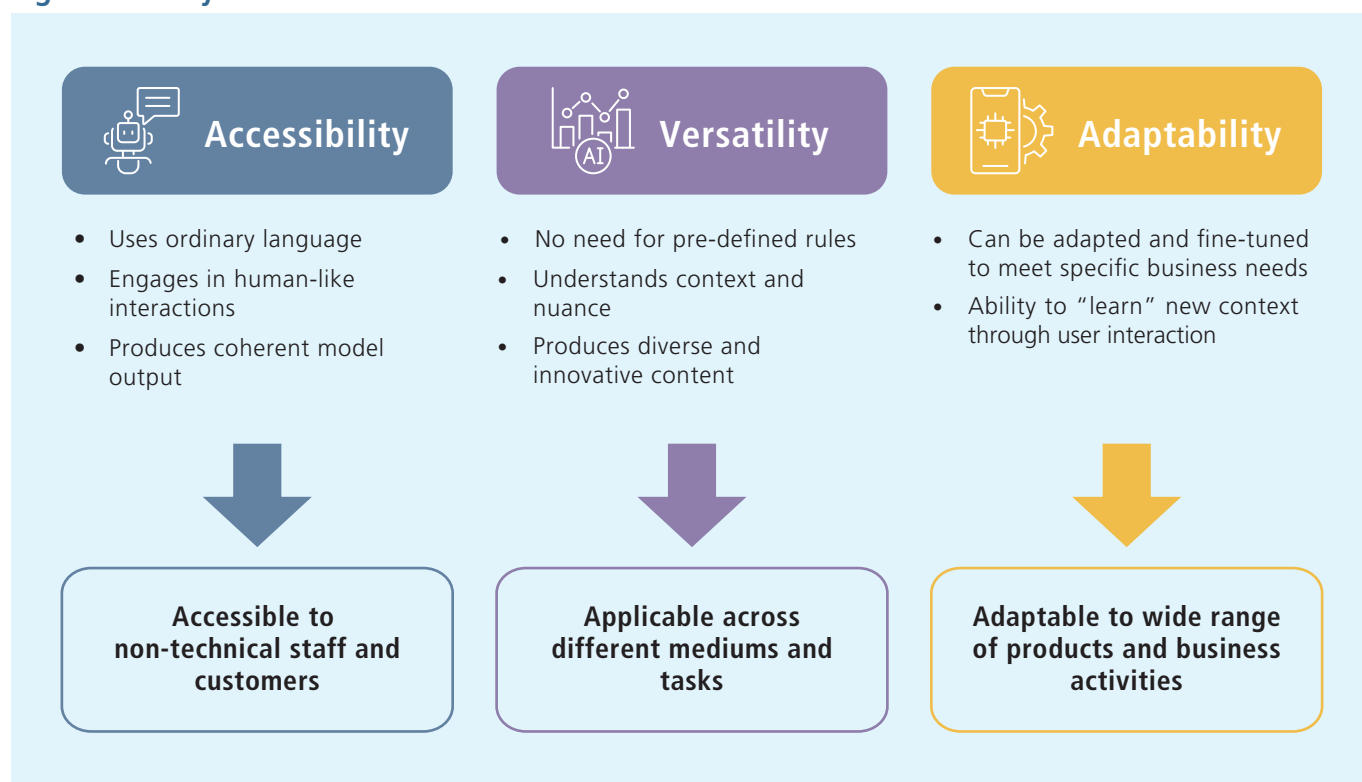 Accessibility
• Uses ordinary language
• Engages in human-like
interactions
• Produces coherent model
output
Accessible to
non-technical staff and
customers
AI
Versatility
• No need for pre-defined rules
• Understands context and
nuance
• Produces diverse and
innovative content
Applicable across
different mediums and
tasks
Adaptability
• Can be adapted and fine-tuned
to meet specific business needs
• Ability to “learn” new context
through user interaction
Adaptable to wide range
of products and business
activities